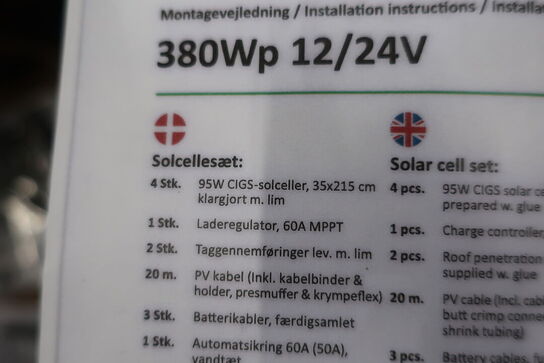 Montagevejledning / Installation instructions /
380Wp 12/24V
Solcellesæt:
4 Stk. 95W CIGS-solceller, 35x215 cm
klargjort m. lim
1 Stk. Laderegulator, 60A MPPT
2 Stk. Taggennemføringer lev. m. lim
20 m. PV kabel (Inkl. kabelbinder &
holder, presmuffer & krympeflex)
3 Stk. Batterikabler, færdigsamlet
1 Stk. Automatsikring 60A (50A),
vandtæt
Solar cell set:
4 pcs. 95W CIGS solar
prepared w. glue
1 pcs. Charge controller,
2 pcs. Roof penetration
supplied w. glue
20 m. PV cable (Incl.
butt crimp
shrink tubing)
3 pcs. Battery cables,